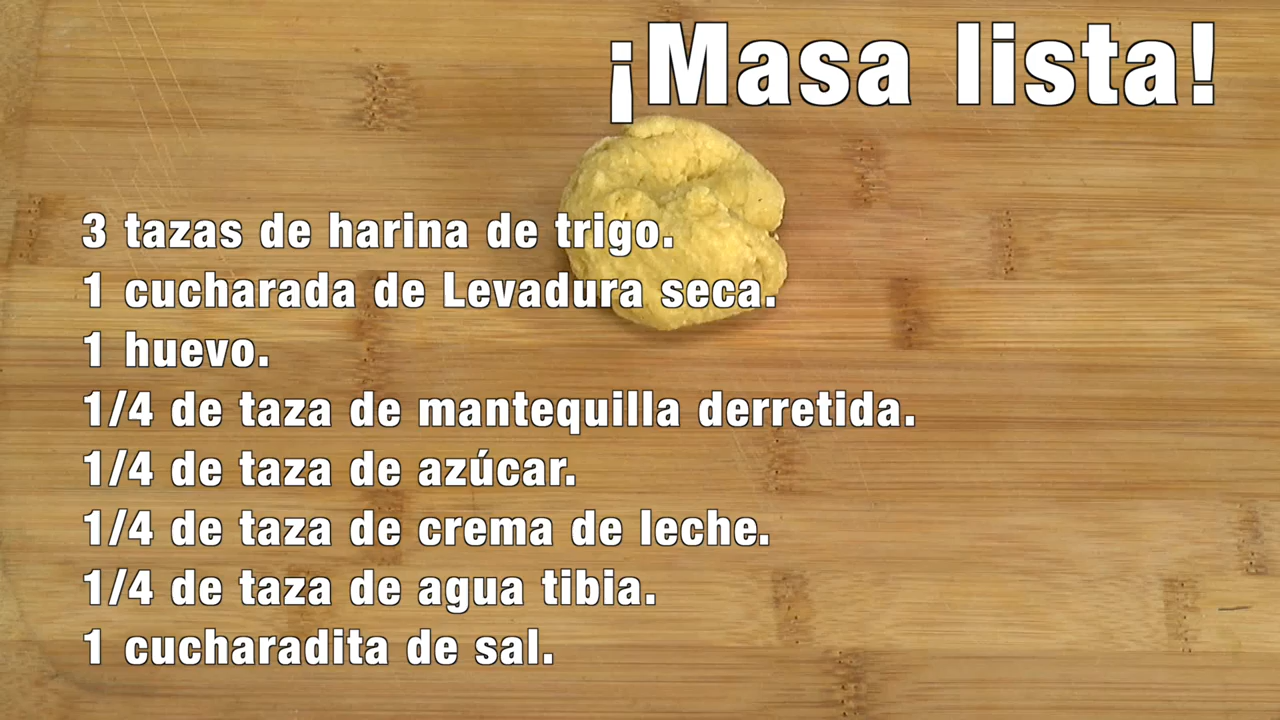 ¡Masa lista!
3 tazas de harina de trigo.
1 cucharada de Levadura seca.
1 huevo.
1/4 de taza de mantequilla derretida.
1/4 de taza de azúcar.
1/4 de taza de crema de leche.
1/4 de taza de agua tibia.
1 cucharadita de sal.